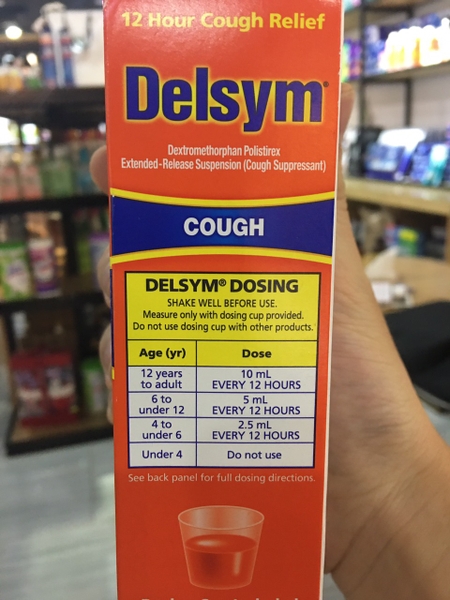 12 Hour Cough Relief
Delsym®
Dextromethorphan Polistirex
Extended-Release Suspension (Cough Suppressant)
COUGH
DELSYM® DOSING
SHAKE WELL BEFORE USE.
Measure only with dosing cup provided.
Do not use dosing cup with other products.
Age (yr) Dose
12 years to adult 10 mL EVERY 12 HOURS
6 to under 12 5 mL EVERY 12 HOURS
4 to under 6 2.5 mL EVERY 12 HOURS
Under 4 Do not use
See back panel for full dosing directions.